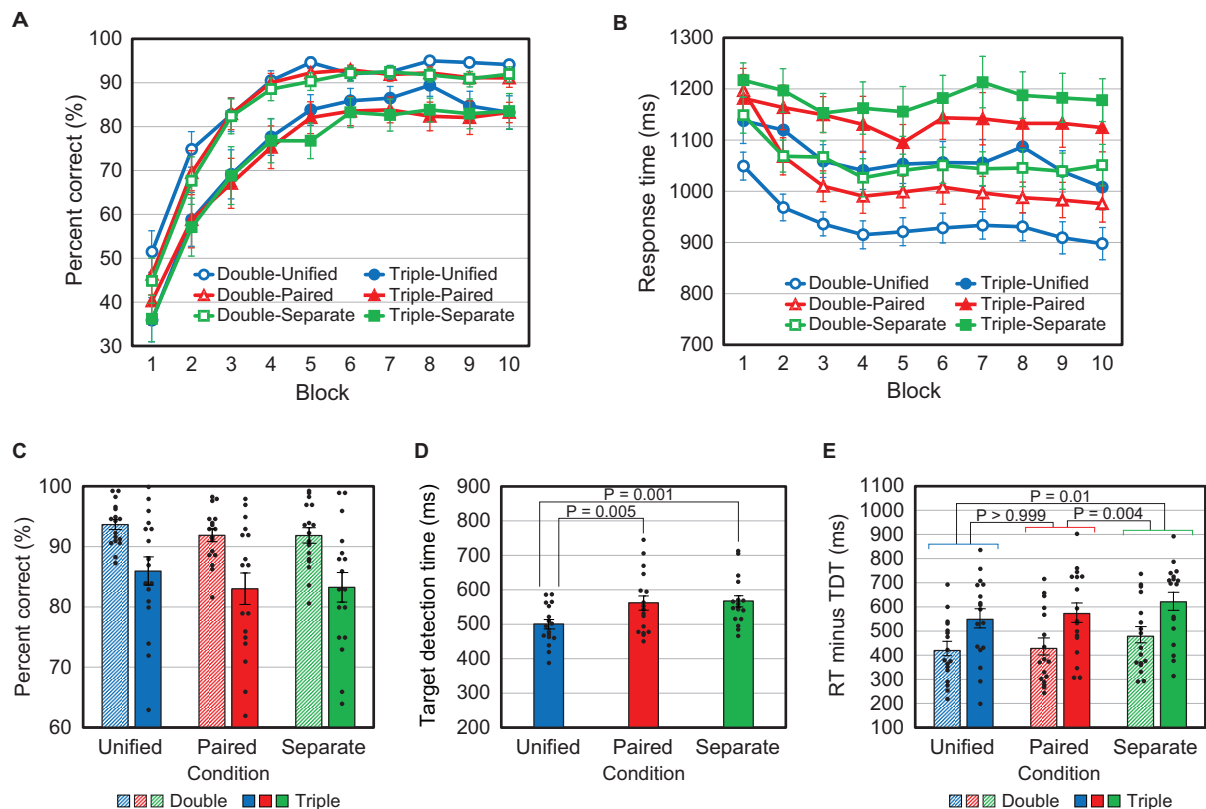 A
Percent correct (%)
100
90
80
70
60
50
40
30
1 2 3 4 5 6 7 8 9 10
Block
Double-Unified Triple-Unified
Double-Paired Triple-Paired
Double-Separate Triple-Separate
B
Response time (ms)
1300
1200
1100
1000
900
800
700
1 2 3 4 5 6 7 8 9 10
Block
Double-Unified Triple-Unified
Double-Paired Triple-Paired
Double-Separate Triple-Separate
C
Percent correct (%)
100
90
80
70
60
Unified Paired Separate
Condition
Double Triple
D
Target detection time (ms)
900
800
700
600
500
400
300
200
P = 0.001
P = 0.005
Unified Paired Separate
Condition
E
RT minus TDT (ms)
1100
1000
900
800
700
600
500
400
300
200
100
P = 0.01
P > 0.999 P = 0.004
Unified Paired Separate
Condition
Double Triple